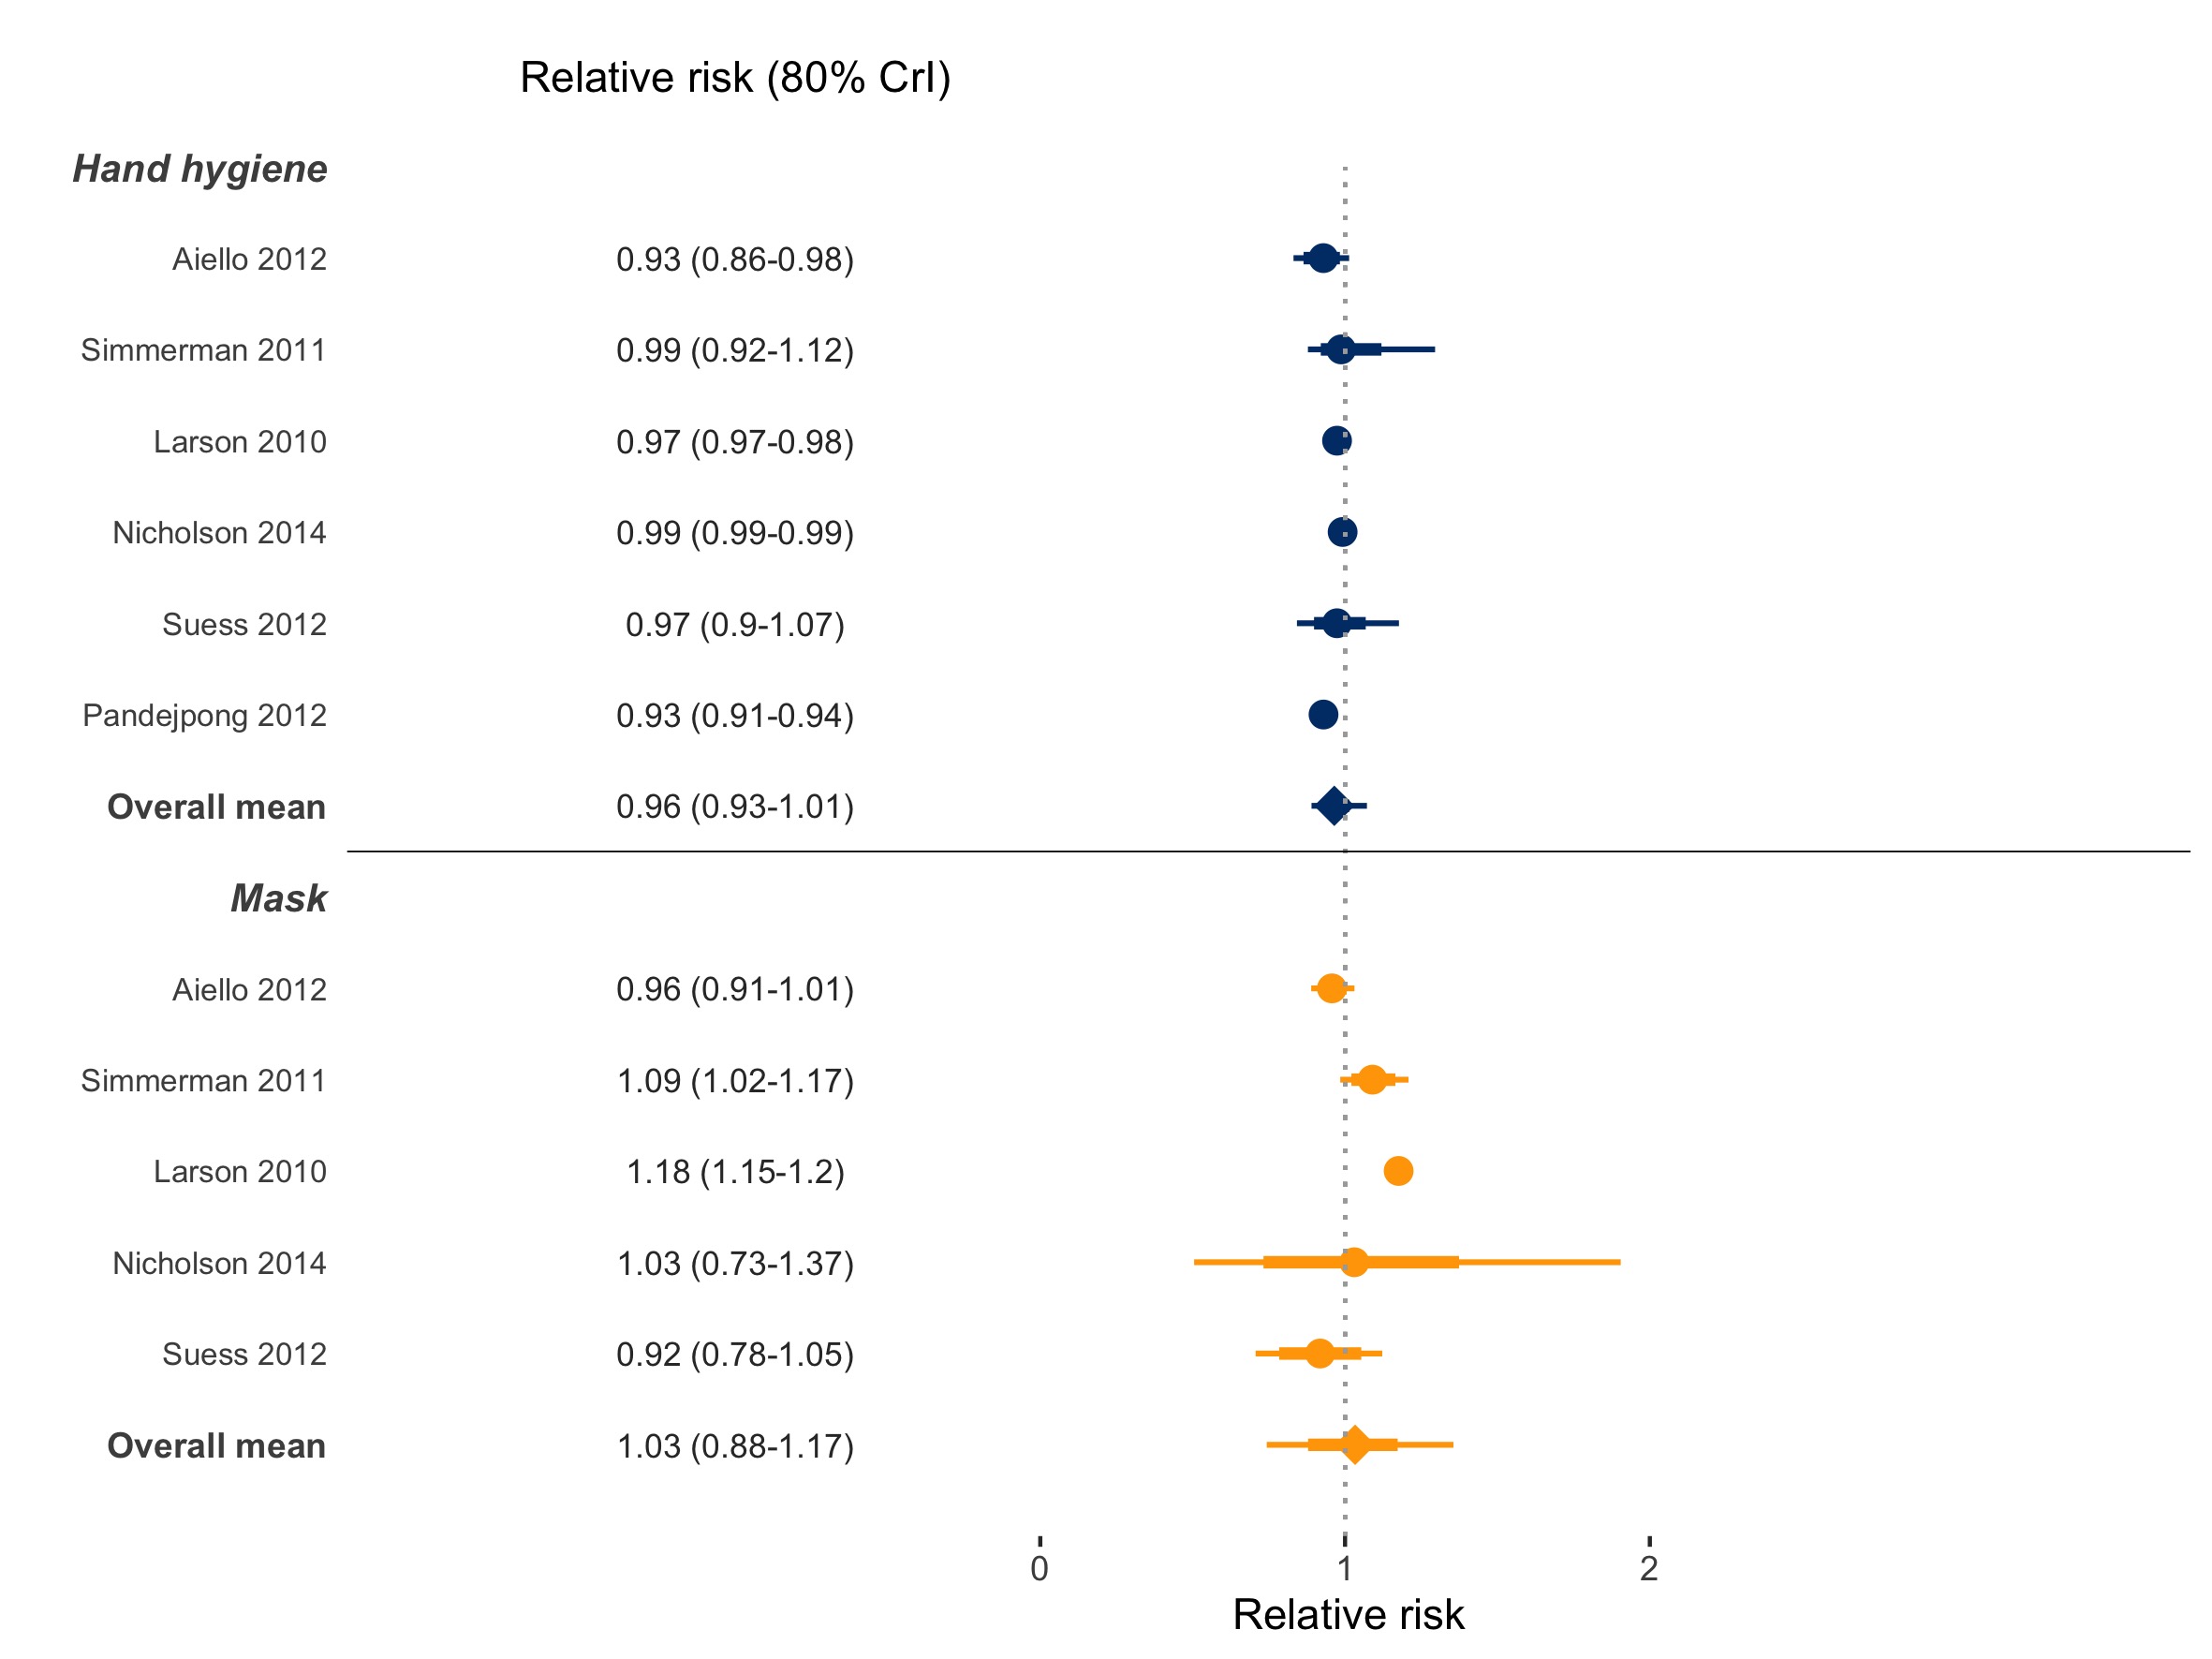 Relative risk (80% CrI)
Hand hygiene
Aiello 2012 0.93 (0.86-0.98)
Simmerman 2011 0.99 (0.92-1.12)
Larson 2010 0.97 (0.97-0.98)
Nicholson 2014 0.99 (0.99-0.99)
Suess 2012 0.97 (0.9-1.07)
Pandejpong 2012 0.93 (0.91-0.94)
Overall mean 0.96 (0.93-1.01)
Mask
Aiello 2012 0.96 (0.91-1.01)
Simmerman 2011 1.09 (1.02-1.17)
Larson 2010 1.18 (1.15-1.2)
Nicholson 2014 1.03 (0.73-1.37)
Suess 2012 0.92 (0.78-1.05)
Overall mean 1.03 (0.88-1.17)
0 1 2
Relative risk